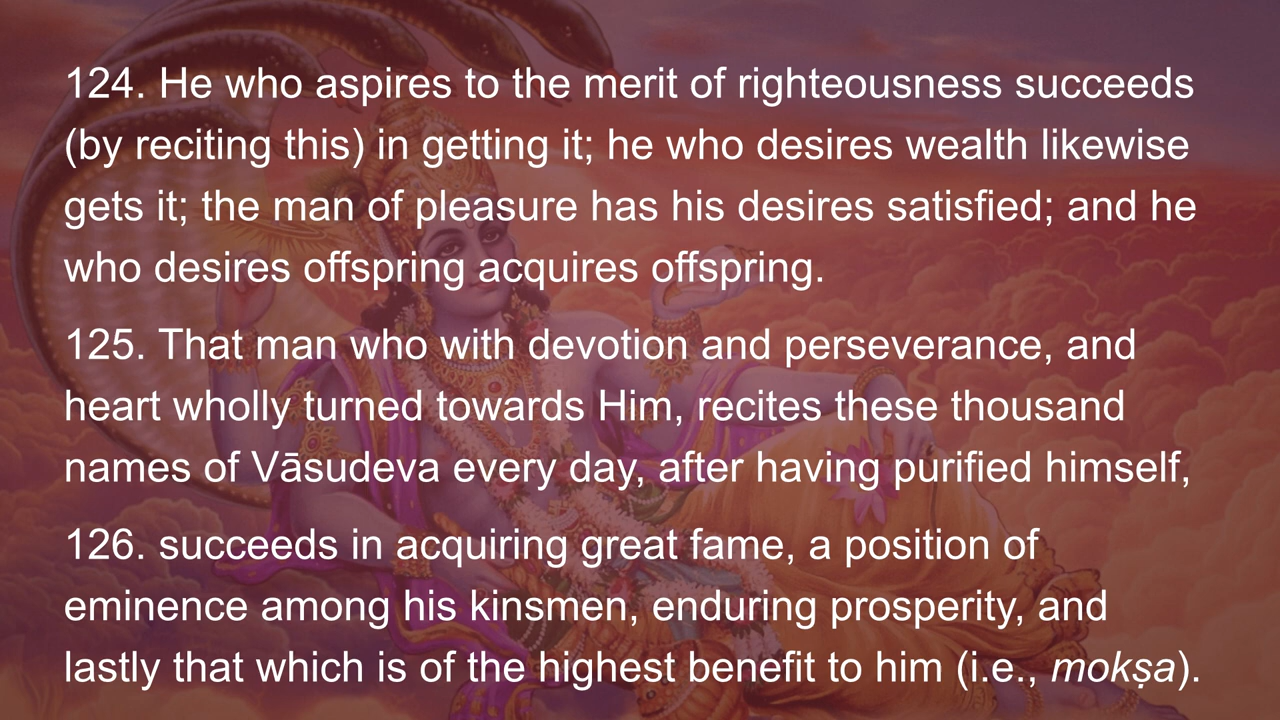 124. He who aspires to the merit of righteousness succeeds
(by reciting this) in getting it; he who desires wealth likewise
gets it; the man of pleasure has his desires satisfied; and he
who desires offspring acquires offspring.
125. That man who with devotion and perseverance, and
heart wholly turned towards Him, recites these thousand
names of Vāsudeva every day, after having purified himself,
126. succeeds in acquiring great fame, a position of
eminence among his kinsmen, enduring prosperity, and
lastly that which is of the highest benefit to him (i.e., mokṣa).